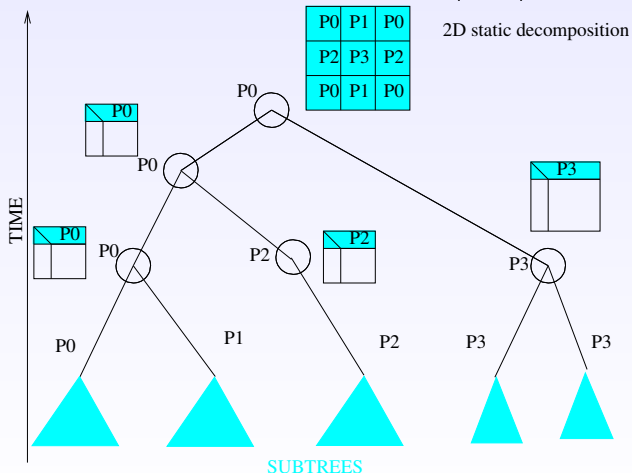 P0 P1 P0
2D static decomposition
P2 P3 P2
P0 P0 P1 P0
P0
P0
P3
TIME
P0
P0 P2 P2 P3
P0
P1 P2 P3 P3
P0
SUBTREES